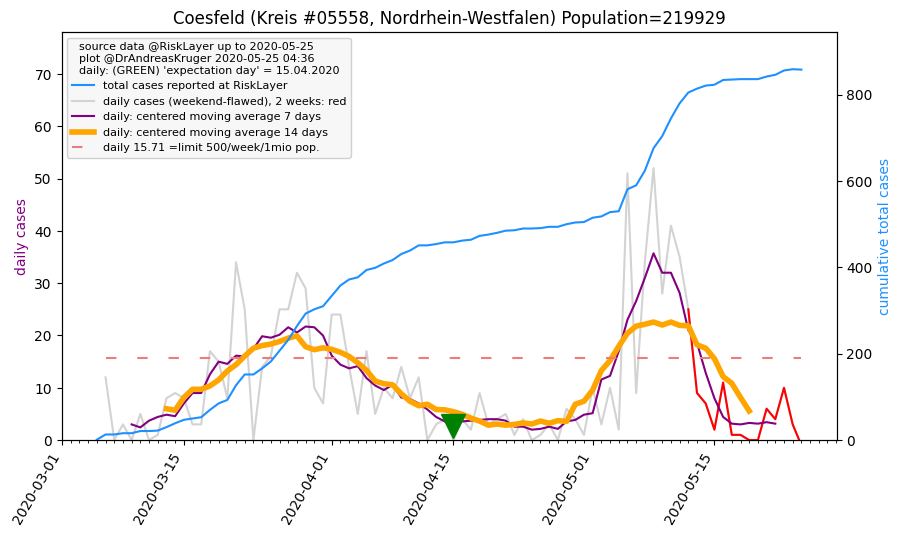 Coesfeld (Kreis #05558, Nordrhein-Westfalen) Population=219929
source data @RiskLayer up to 2020-05-25
plot @DrAndreasKruger 2020-05-25 04:36
daily: (GREEN) 'expectation day' = 15.04.2020
total cases reported at RiskLayer
daily cases (weekend-flawed), 2 weeks: red
daily: centered moving average 7 days
daily: centered moving average 14 days
daily 15.71 =limit 500/week/1mio pop.
daily cases
70
60
50
40
30
20
10
0
cumulative total cases
800
600
400
200
0
2020-03-01
2020-03-15
2020-04-01
2020-04-15
2020-05-01
2020-05-15